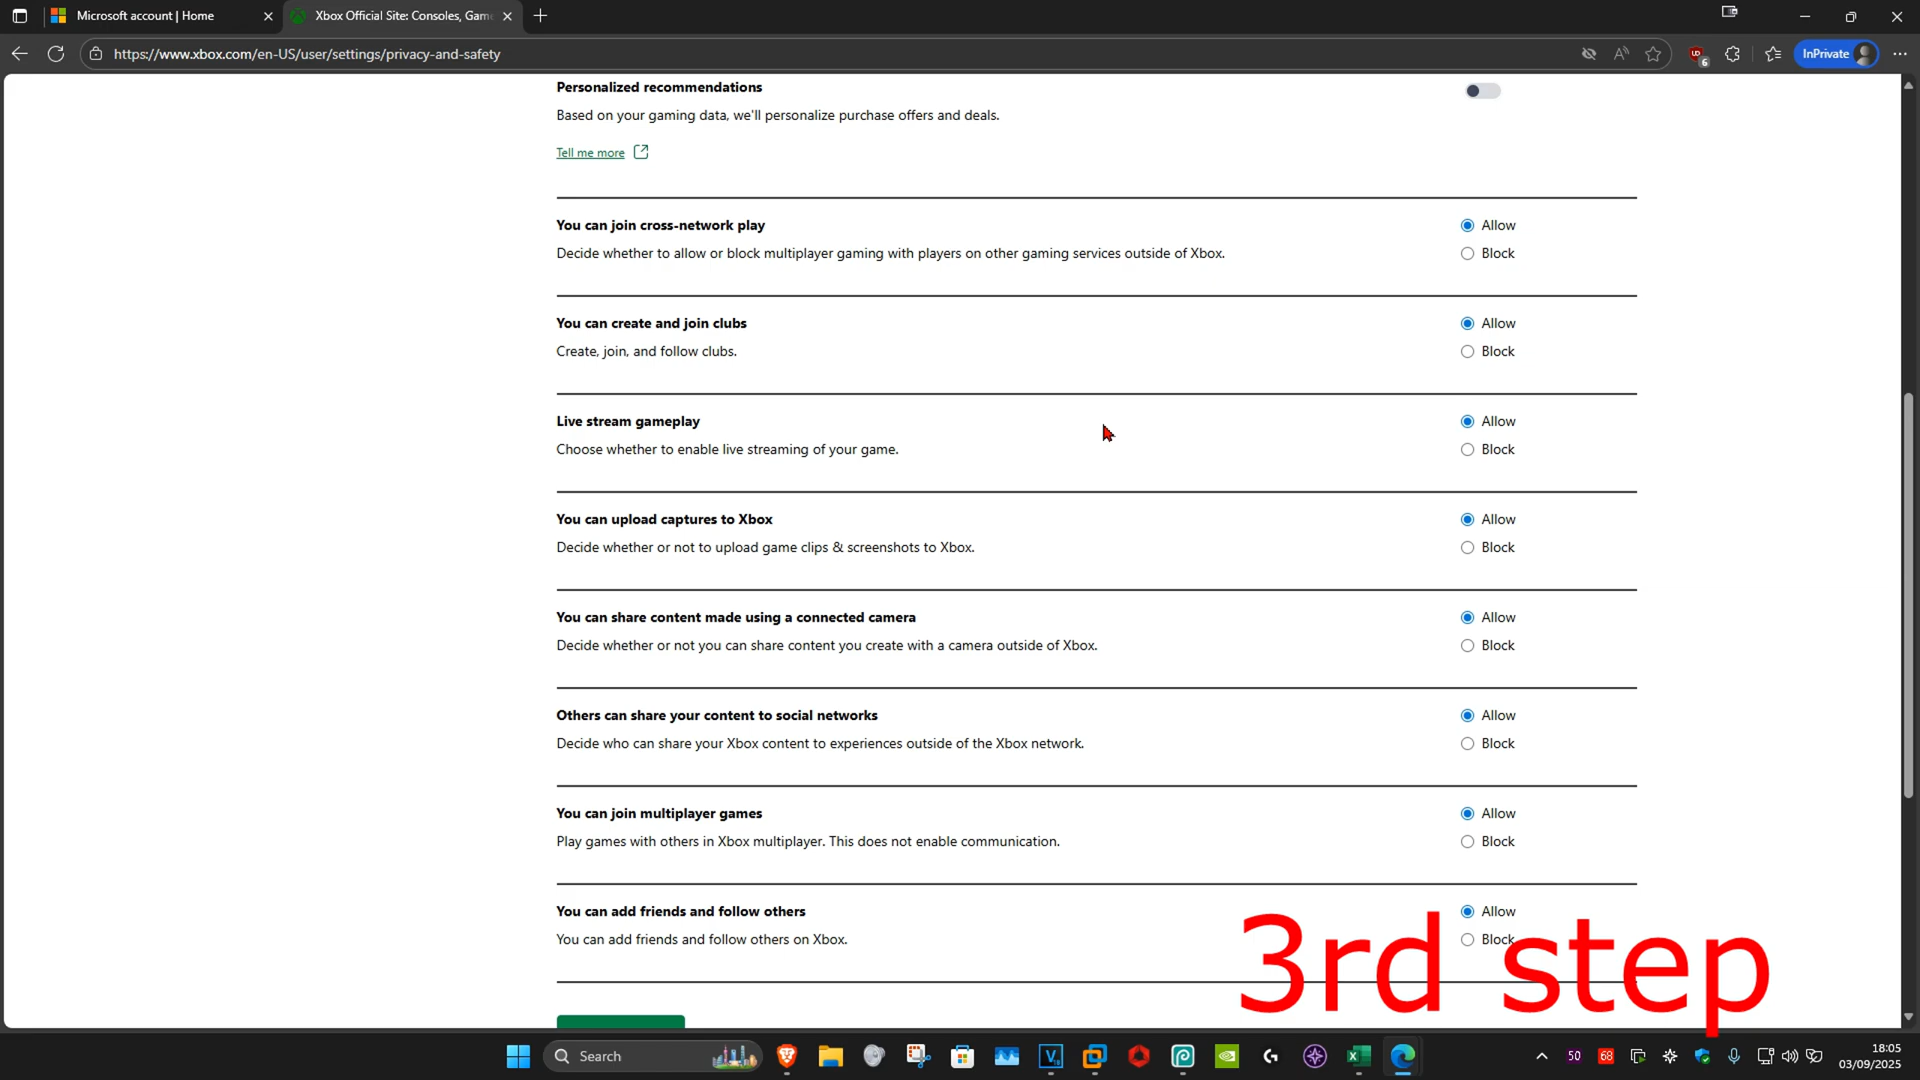 Microsoft account | Home
Xbox Official Site: Consoles, Gam
https://www.xbox.com/en-US/user/settings/privacy-and-safety
6
InPrivate
Personalized recommendations
Based on your gaming data, we'll personalize purchase offers and deals.
Tell me more
You can join cross-network play
Allow
Decide whether to allow or block multiplayer gaming with players on other gaming services outside of Xbox.
Block
You can create and join clubs
Allow
Create, join, and follow clubs.
Block
Live stream gameplay
Allow
Choose whether to enable live streaming of your game.
Block
You can upload captures to Xbox
Allow
Decide whether or not to upload game clips & screenshots to Xbox.
Block
You can share content made using a connected camera
Allow
Decide whether or not you can share content you create with a camera outside of Xbox.
Block
Others can share your content to social networks
Allow
Decide who can share your Xbox content to experiences outside of the Xbox network.
Block
You can join multiplayer games
Allow
Play games with others in Xbox multiplayer. This does not enable communication.
Block
You can add friends and follow others
Allow
You can add friends and follow others on Xbox.
Block
3rd step
Search
50
68
18:05
03/09/2025